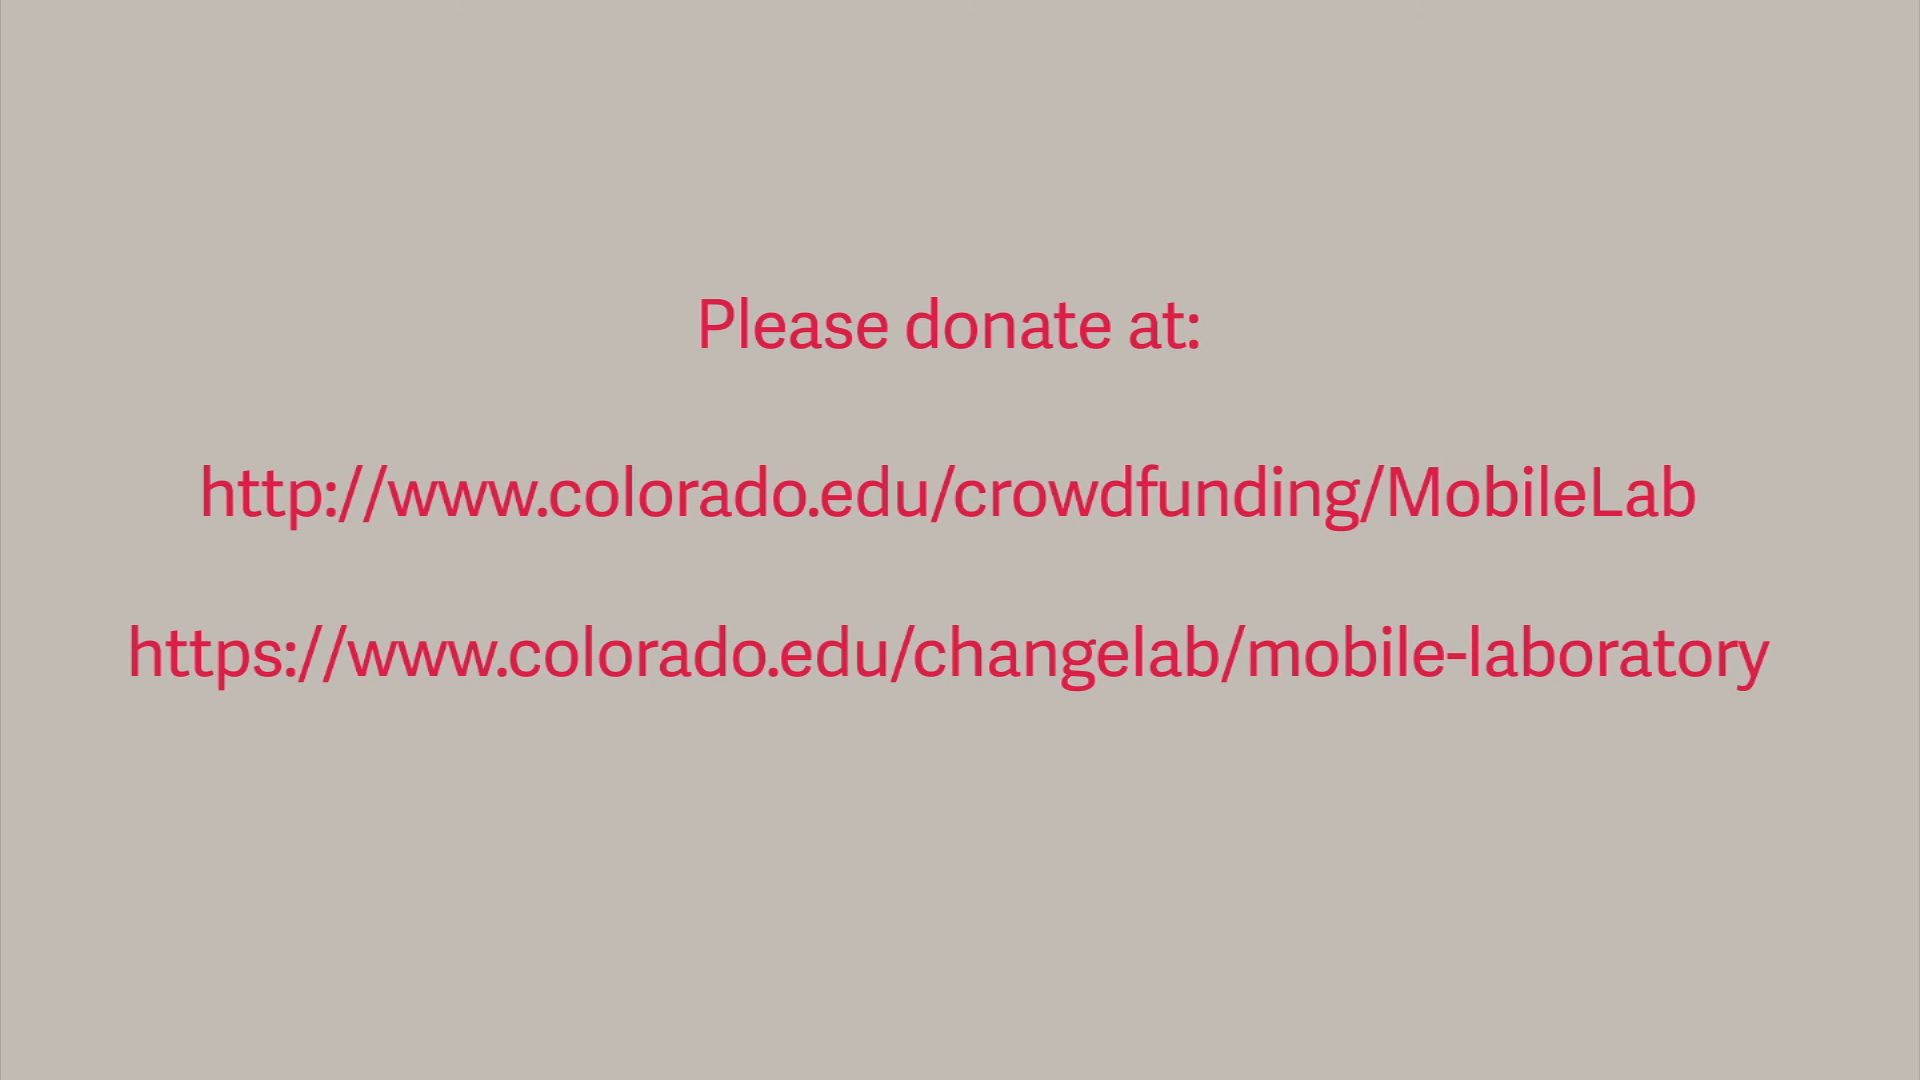 Please donate at:
http://www.colorado.edu/crowdfunding/MobileLab
https://www.colorado.edu/changelab/mobile-laboratory